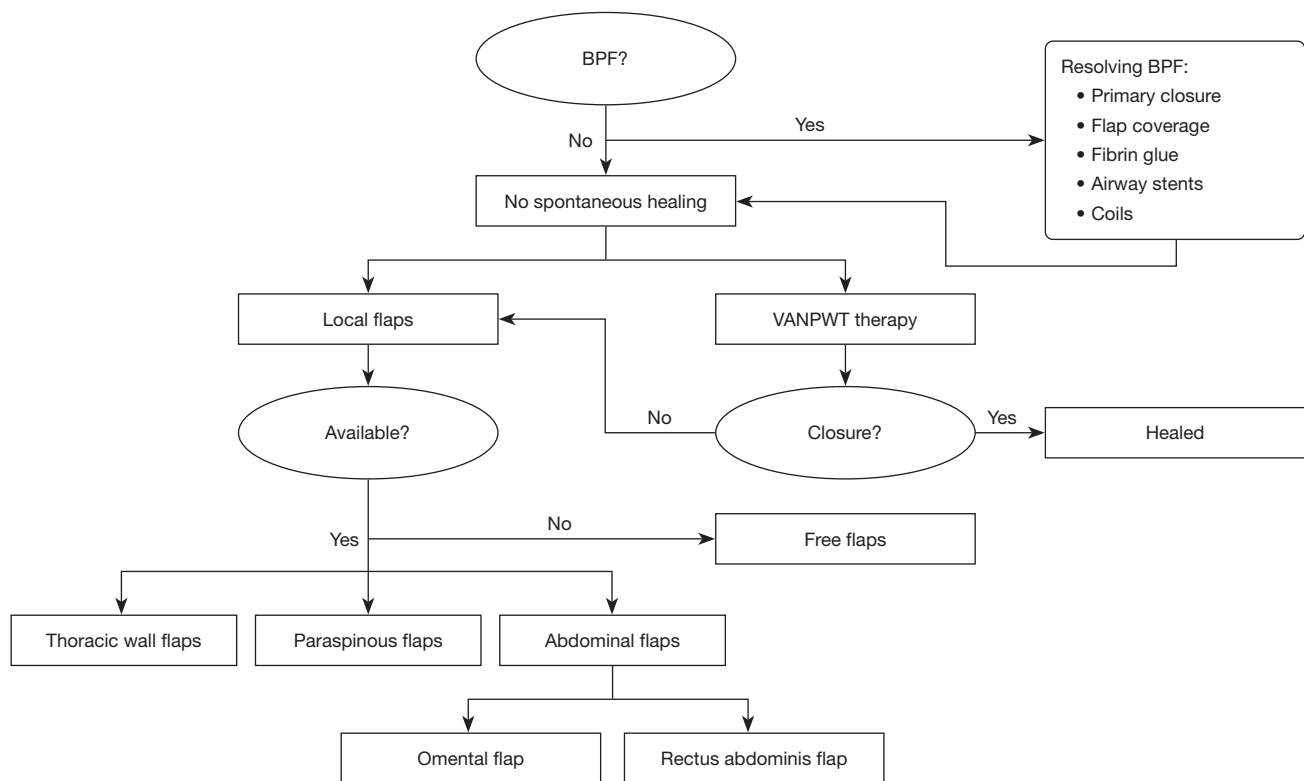 BPF?
Resolving BPF:
• Primary closure
• Flap coverage
• Fibrin glue
• Airway stents
• Coils
Yes
No
No spontaneous healing
Local flaps
VANPWT therapy
Available?
No
Closure?
Yes
Healed
No
Yes
Free flaps
Thoracic wall flaps
Paraspinous flaps
Abdominal flaps
Omental flap
Rectus abdominis flap